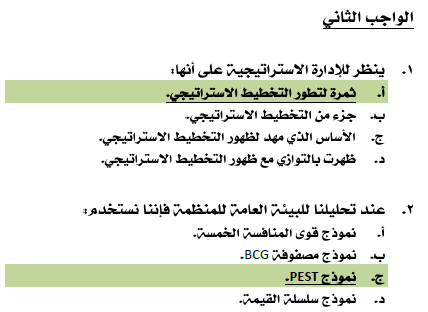 الواجب الثاني
١. ينظر للإدارة الاستراتيجية على أنها:
أ. ثمرة لتطور التخطيط الاستراتيجي.
ب. جزء من التخطيط الاستراتيجي.
ج. الأساس الذي مهد لظهور التخطيط الاستراتيجي.
د. ظهرت بالتوازي مع ظهور التخطيط الاستراتيجي.
٢. عند تحليلنا للبيئة العامة للمنظمة فإننا نستخدم:
أ. نموذج قوى المنافسة الخمسة.
ب. نموذج مصفوفة BCG.
ج. نموذج PEST.
د. نموذج سلسلة القيمة.